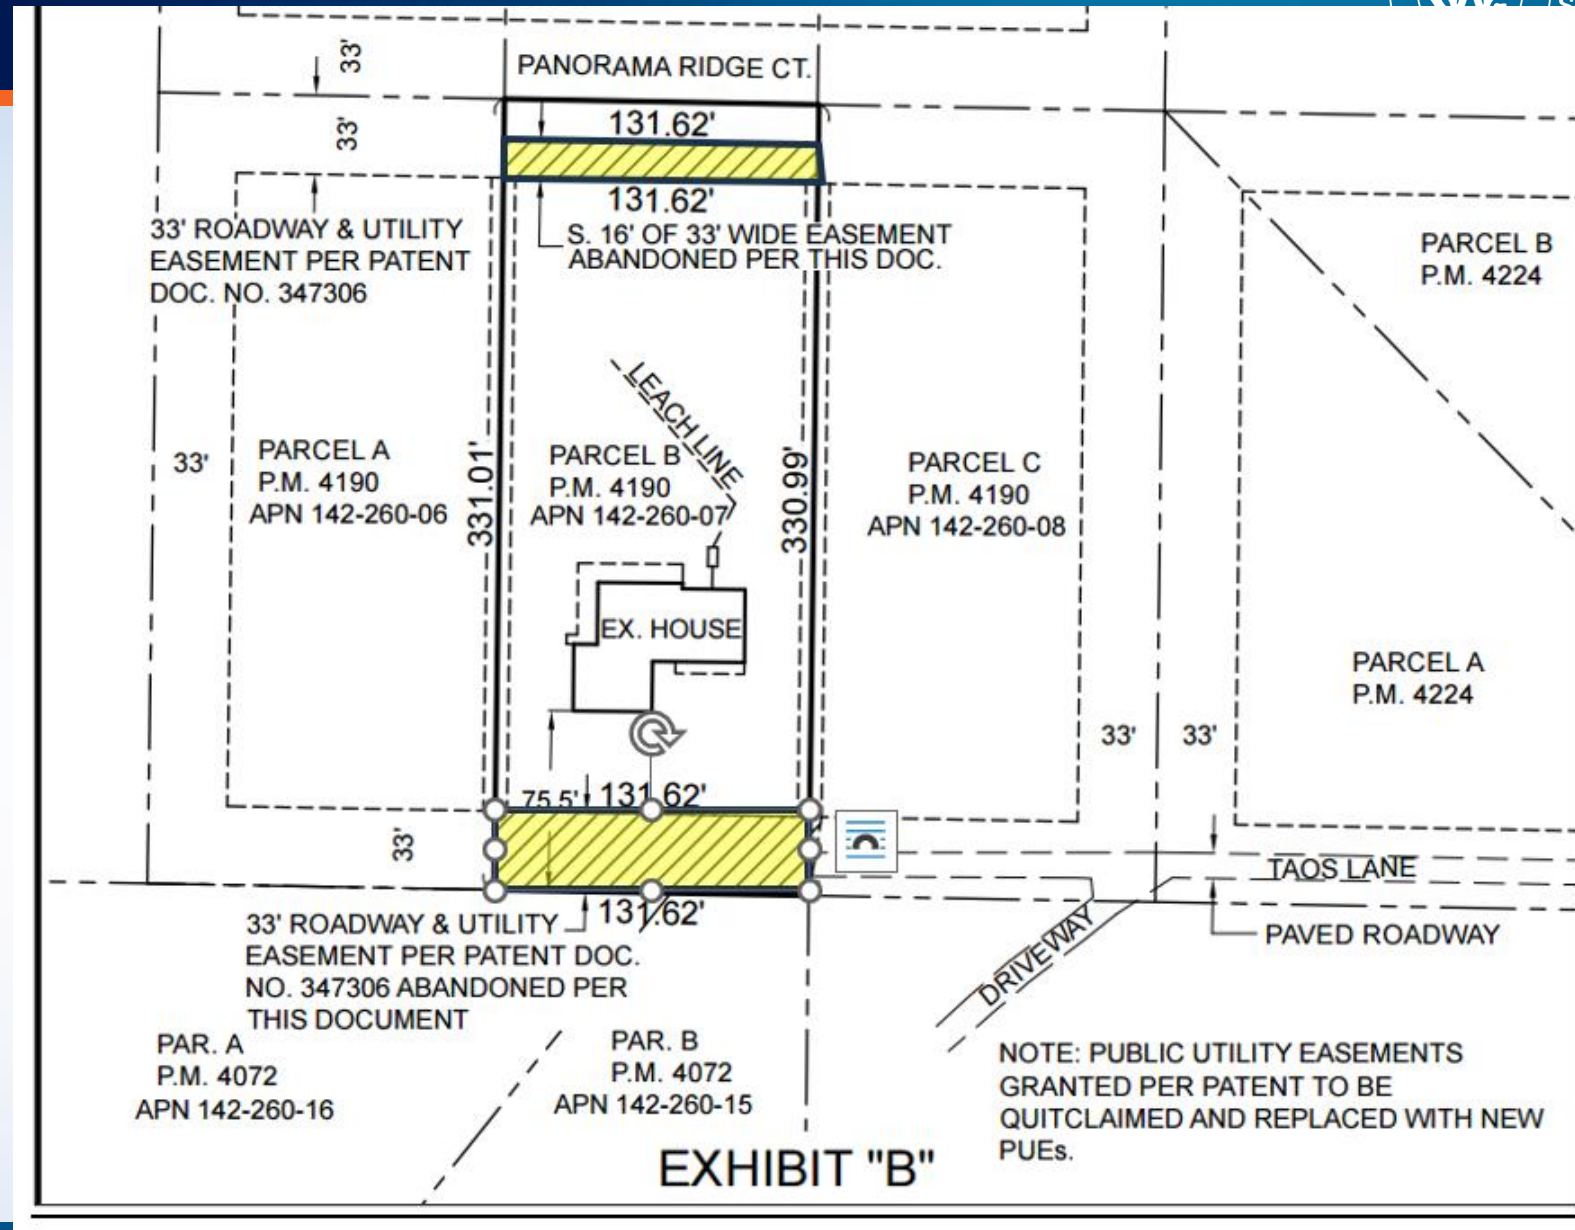 33'
PANORAMA RIDGE CT.
33'
131.62'
131.62'
33' ROADWAY & UTILITY
EASEMENT PER PATENT
DOC. NO. 347306
S. 16' OF 33' WIDE EASEMENT
ABANDONED PER THIS DOC.
PARCEL B
P.M. 4224
LEACH LINE
33'
PARCEL A
P.M. 4190
APN 142-260-06
331.01'
PARCEL B
P.M. 4190
APN 142-260-07
330.99'
PARCEL C
P.M. 4190
APN 142-260-08
EX. HOUSE
PARCEL A
P.M. 4224
33'
33'
75.5'
131.62'
33'
TAOS LANE
131.62'
33' ROADWAY & UTILITY
EASEMENT PER PATENT DOC.
NO. 347306 ABANDONED PER
THIS DOCUMENT
DRIVEWAY
PAVED ROADWAY
PAR. A
P.M. 4072
APN 142-260-16
PAR. B
P.M. 4072
APN 142-260-15
NOTE: PUBLIC UTILITY EASEMENTS
GRANTED PER PATENT TO BE
QUITCLAIMED AND REPLACED WITH NEW
PUEs.
EXHIBIT "B"